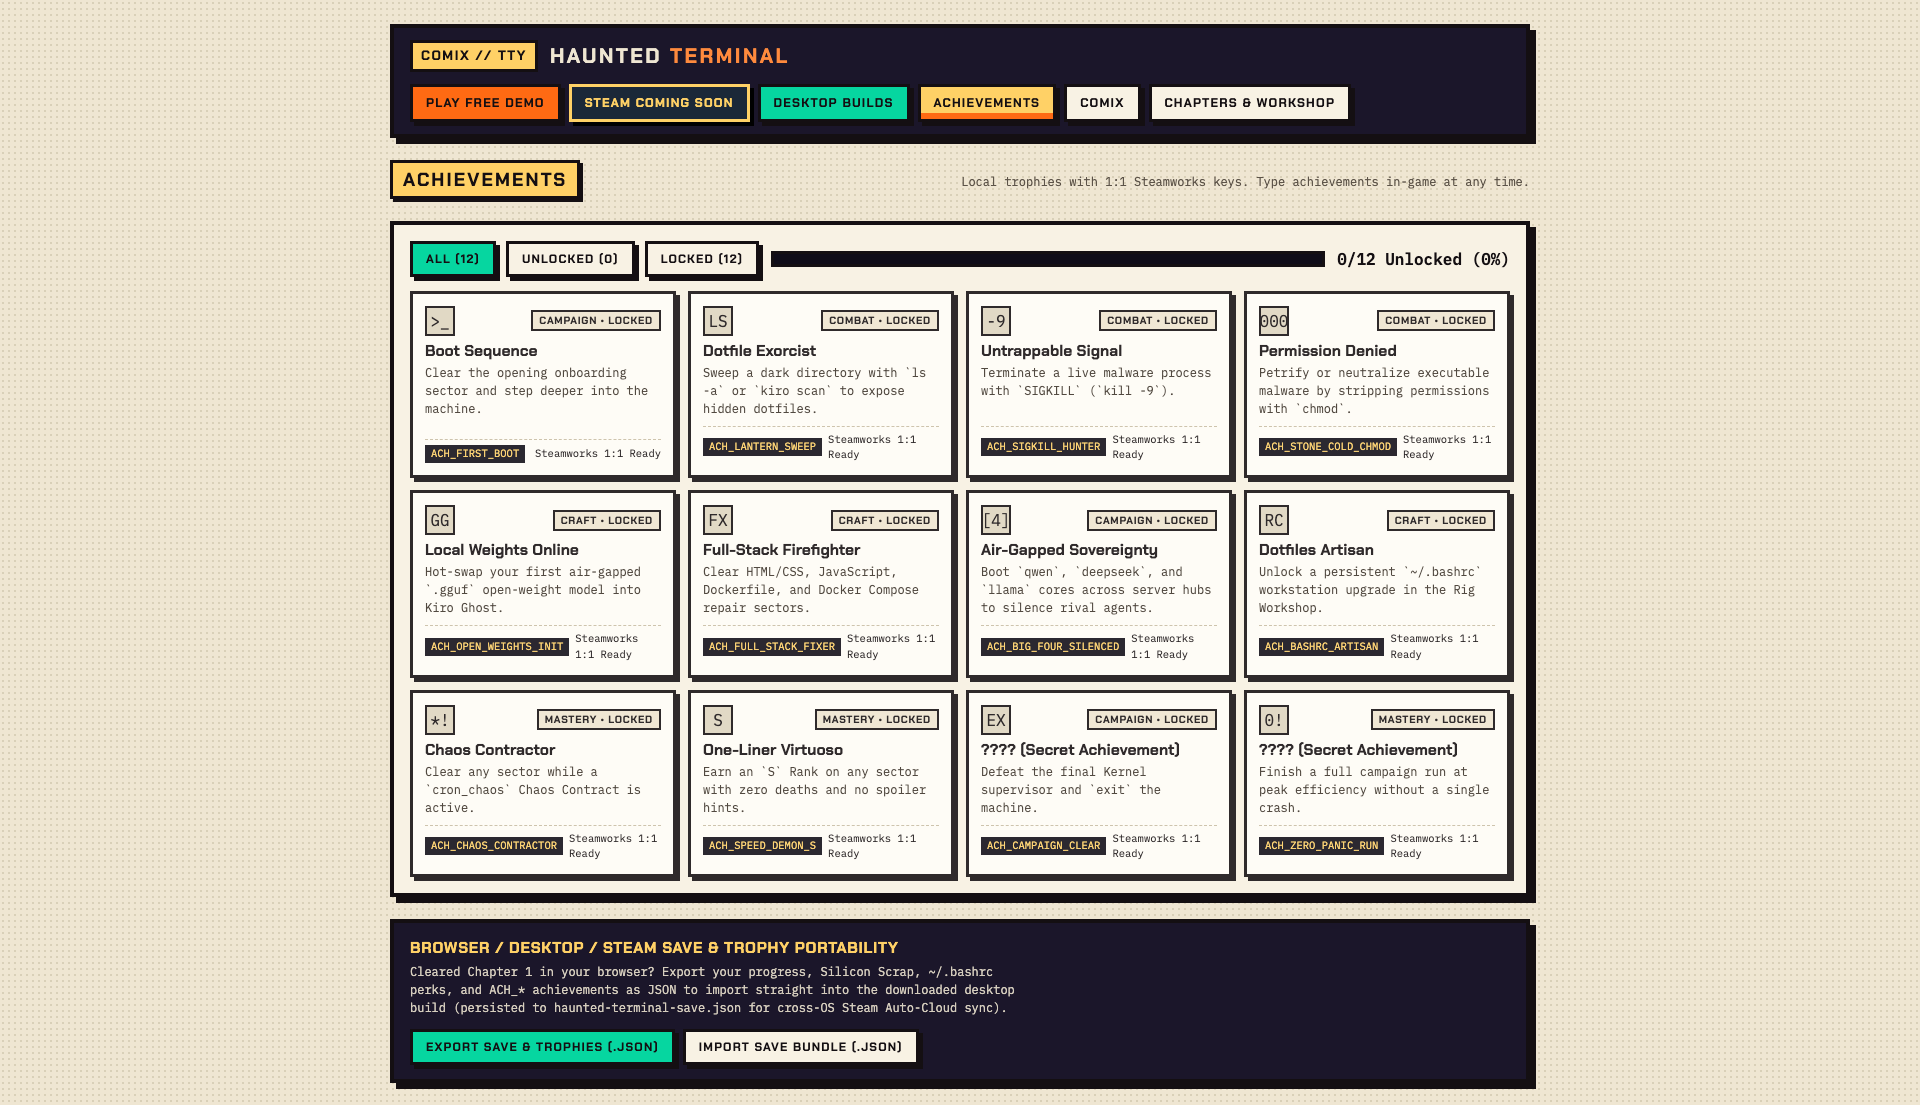 COMIX // TTY
HAUNTED TERMINAL
PLAY FREE DEMO
STEAM COMING SOON
DESKTOP BUILDS
ACHIEVEMENTS
COMIX
CHAPTERS & WORKSHOP
ACHIEVEMENTS
Local trophies with 1:1 Steamworks keys. Type achievements in-game at any time.
ALL (12)
UNLOCKED (0)
LOCKED (12)
0/12 Unlocked (0%)
>_
CAMPAIGN • LOCKED
Boot Sequence
Clear the opening onboarding
sector and step deeper into the
machine.
ACH_FIRST_BOOT
Steamworks 1:1 Ready
LS
COMBAT • LOCKED
Dotfile Exorcist
Sweep a dark directory with `ls
-a` or `kiro scan` to expose
hidden dotfiles.
ACH_LANTERN_SWEEP
Steamworks 1:1
Ready
-9
COMBAT • LOCKED
Untrappable Signal
Terminate a live malware process
with `SIGKILL` (`kill -9`).
ACH_SIGKILL_HUNTER
Steamworks 1:1
Ready
000
COMBAT • LOCKED
Permission Denied
Petrify or neutralize executable
malware by stripping permissions
with `chmod`.
ACH_STONE_COLD_CHMOD
Steamworks 1:1
Ready
GG
CRAFT • LOCKED
Local Weights Online
Hot-swap your first air-gapped
`.gguf` open-weight model into
Kiro Ghost.
ACH_OPEN_WEIGHTS_INIT
Steamworks
1:1 Ready
FX
CRAFT • LOCKED
Full-Stack Firefighter
Clear HTML/CSS, JavaScript,
Dockerfile, and Docker Compose
repair sectors.
ACH_FULL_STACK_FIXER
Steamworks 1:1
Ready
[4]
CAMPAIGN • LOCKED
Air-Gapped Sovereignty
Boot `qwen`, `deepseek`, and
`llama` cores across server hubs
to silence rival agents.
ACH_BIG_FOUR_SILENCED
Steamworks
1:1 Ready
RC
CRAFT • LOCKED
Dotfiles Artisan
Unlock a persistent `~/.bashrc`
workstation upgrade in the Rig
Workshop.
ACH_BASHRC_ARTISAN
Steamworks 1:1
Ready
*!
MASTERY • LOCKED
Chaos Contractor
Clear any sector while a
`cron_chaos` Chaos Contract is
active.
ACH_CHAOS_CONTRACTOR
Steamworks 1:1
Ready
S
MASTERY • LOCKED
One-Liner Virtuoso
Earn an `S` Rank on any sector
with zero deaths and no spoiler
hints.
ACH_SPEED_DEMON_S
Steamworks 1:1
Ready
EX
CAMPAIGN • LOCKED
???? (Secret Achievement)
Defeat the final Kernel
supervisor and `exit` the
machine.
ACH_CAMPAIGN_CLEAR
Steamworks 1:1
Ready
0!
MASTERY • LOCKED
???? (Secret Achievement)
Finish a full campaign run at
peak efficiency without a single
crash.
ACH_ZERO_PANIC_RUN
Steamworks 1:1
Ready
BROWSER / DESKTOP / STEAM SAVE & TROPHY PORTABILITY
Cleared Chapter 1 in your browser? Export your progress, Silicon Scrap, ~/.bashrc
perks, and ACH_* achievements as JSON to import straight into the downloaded desktop
build (persisted to haunted-terminal-save.json for cross-OS Steam Auto-Cloud sync).
EXPORT SAVE & TROPHIES (.JSON)
IMPORT SAVE BUNDLE (.JSON)